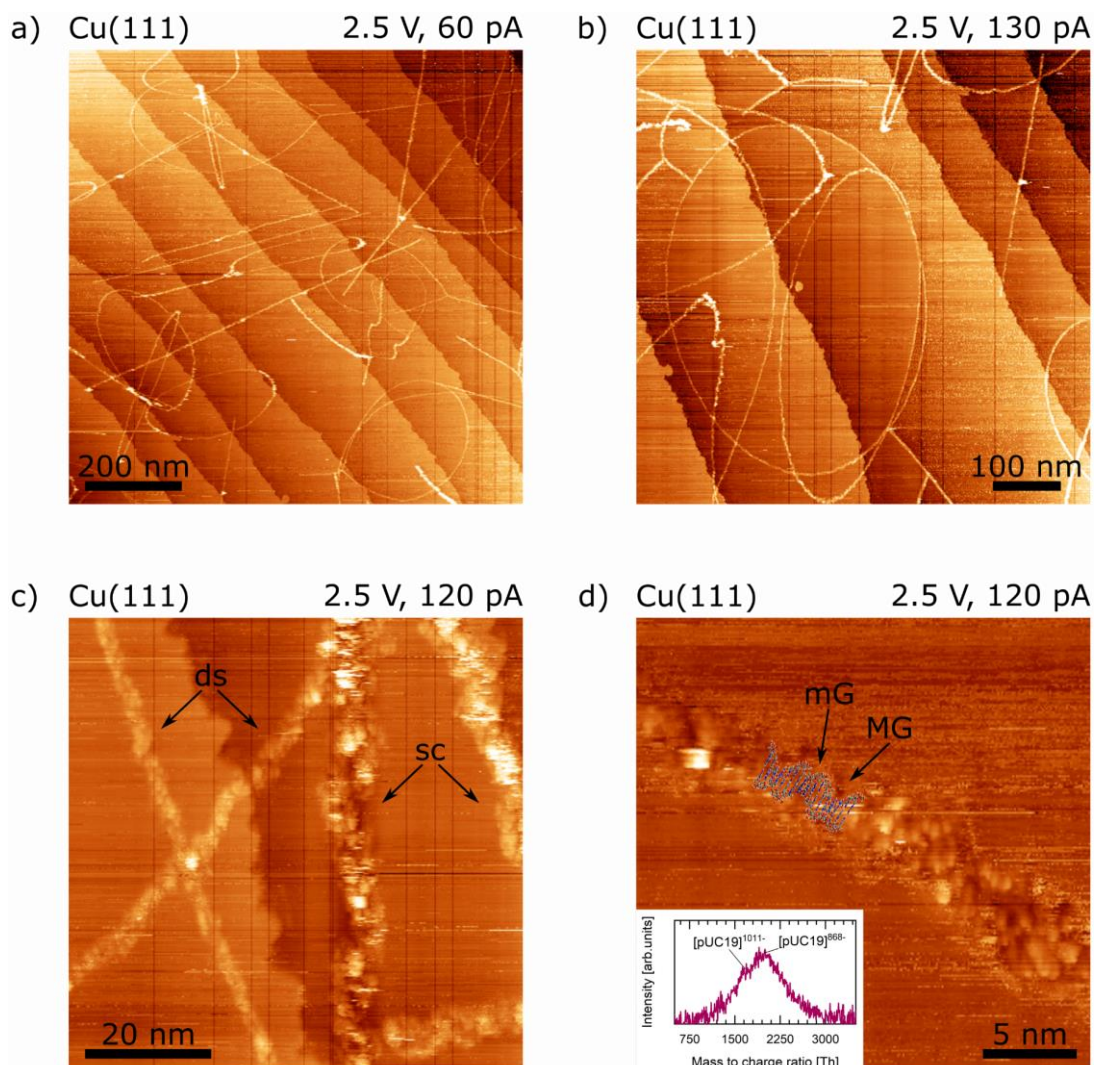 a) Cu(111) 2.5 V, 60 pA
b) Cu(111) 2.5 V, 130 pA
200 nm
100 nm
c) Cu(111) 2.5 V, 120 pA
d) Cu(111) 2.5 V, 120 pA
ds
sc
20 nm
mG
MG
Intensity [arb.units]
[pUC19]1011-
[pUC19]868-
750 1500 2250 3000
Mass to charge ratio [Th]
5 nm